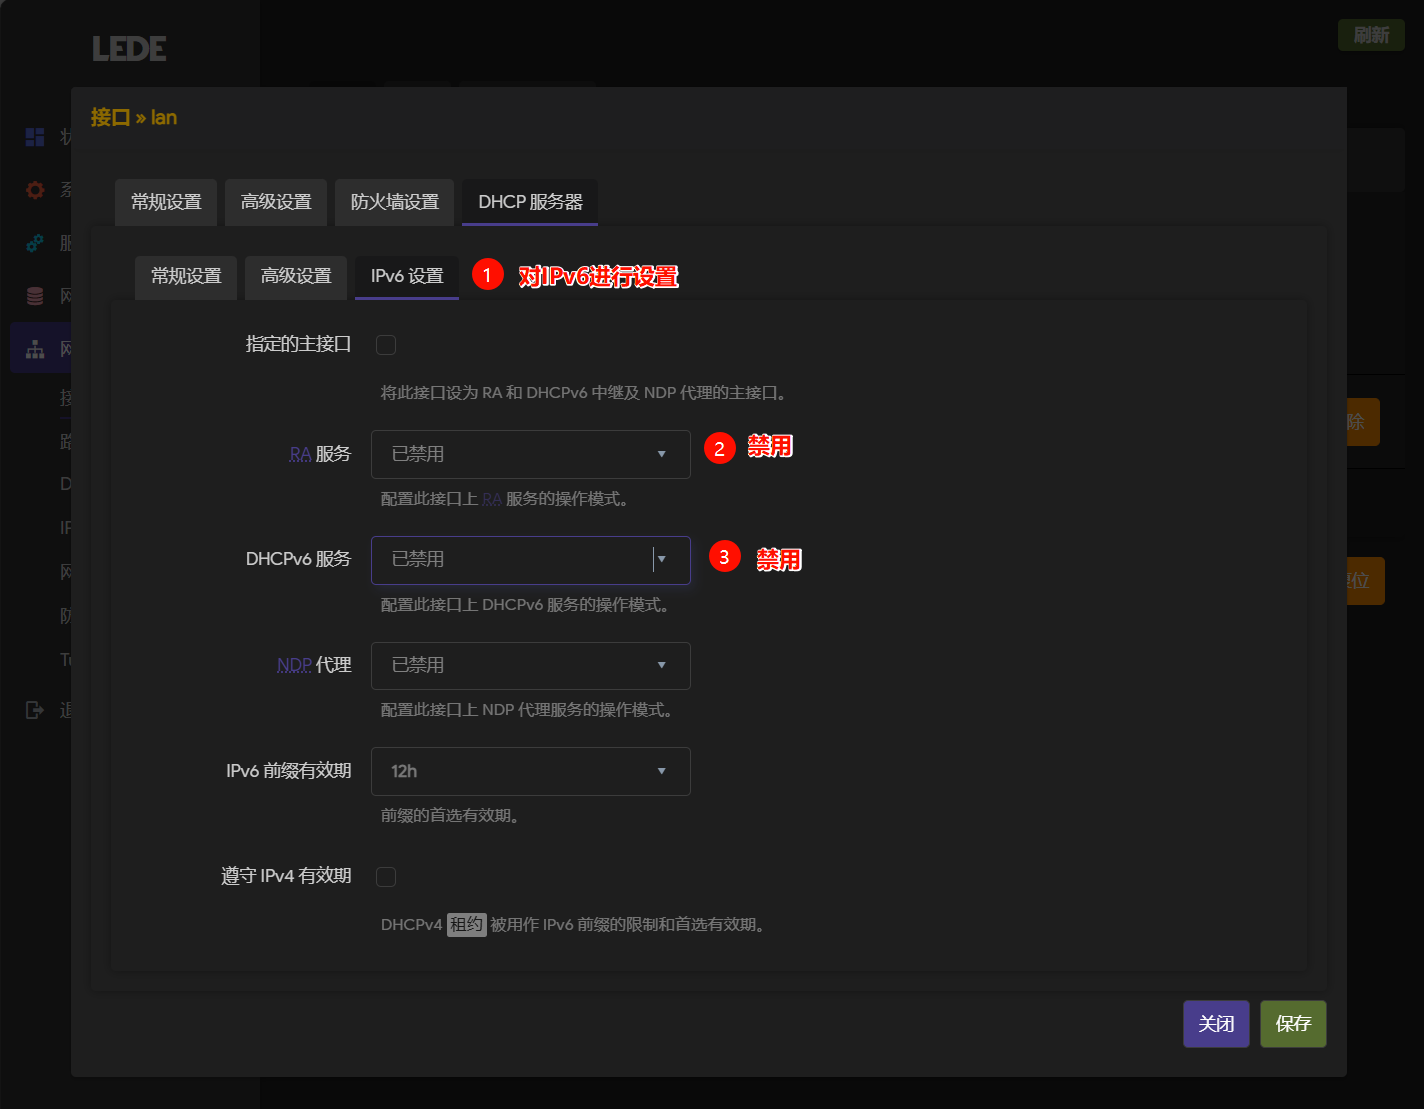 LEDE
刷新
接口 » lan
常规设置 高级设置 防火墙设置 DHCP 服务器
常规设置 高级设置 IPv6 设置 1 对IPv6进行设置
指定的主接口
将此接口设为 RA 和 DHCPv6 中继及 NDP 代理的主接口。
RA 服务 已禁用 2 禁用
配置此接口上 RA 服务的操作模式。
DHCPv6 服务 已禁用 3 禁用
配置此接口上 DHCPv6 服务的操作模式。
NDP 代理 已禁用
配置此接口上 NDP 代理服务的操作模式。
IPv6 前缀有效期 12h
前缀的首选有效期。
遵守 IPv4 有效期
DHCPv4 租约 被用作 IPv6 前缀的限制和首选有效期。
关闭 保存
除
位